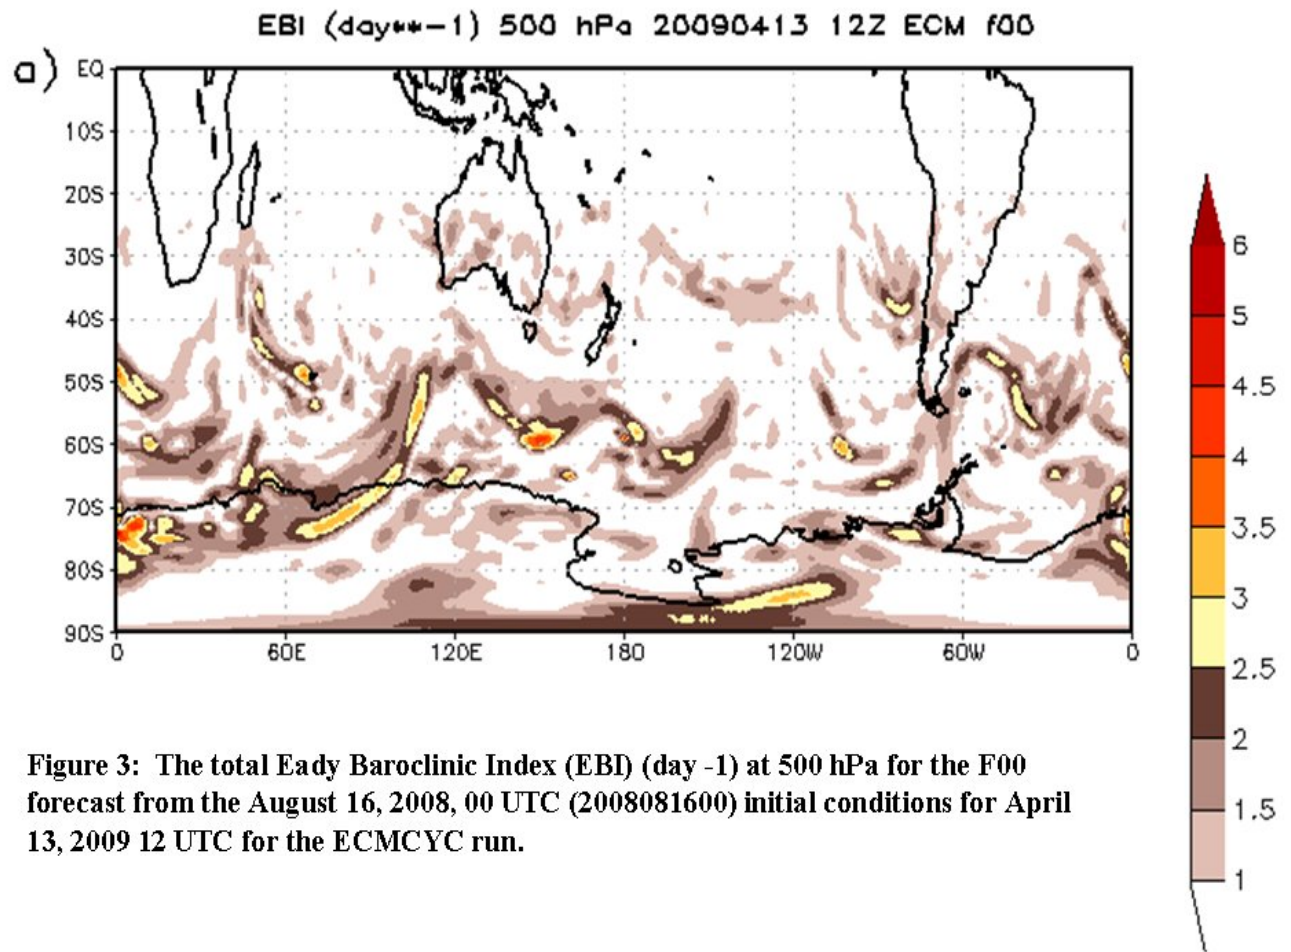 EBI (day**-1) 500 hPa 20090413 12Z ECM f00
a)
EQ
10S
20S
30S
40S
50S
60S
70S
80S
90S
0 60E 120E 180 120W 60W 0
6
5
4.5
4
3.5
3
2.5
2
1.5
1
Figure 3: The total Eady Baroclinic Index (EBI) (day -1) at 500 hPa for the F00
forecast from the August 16, 2008, 00 UTC (2008081600) initial conditions for April
13, 2009 12 UTC for the ECMCYC run.